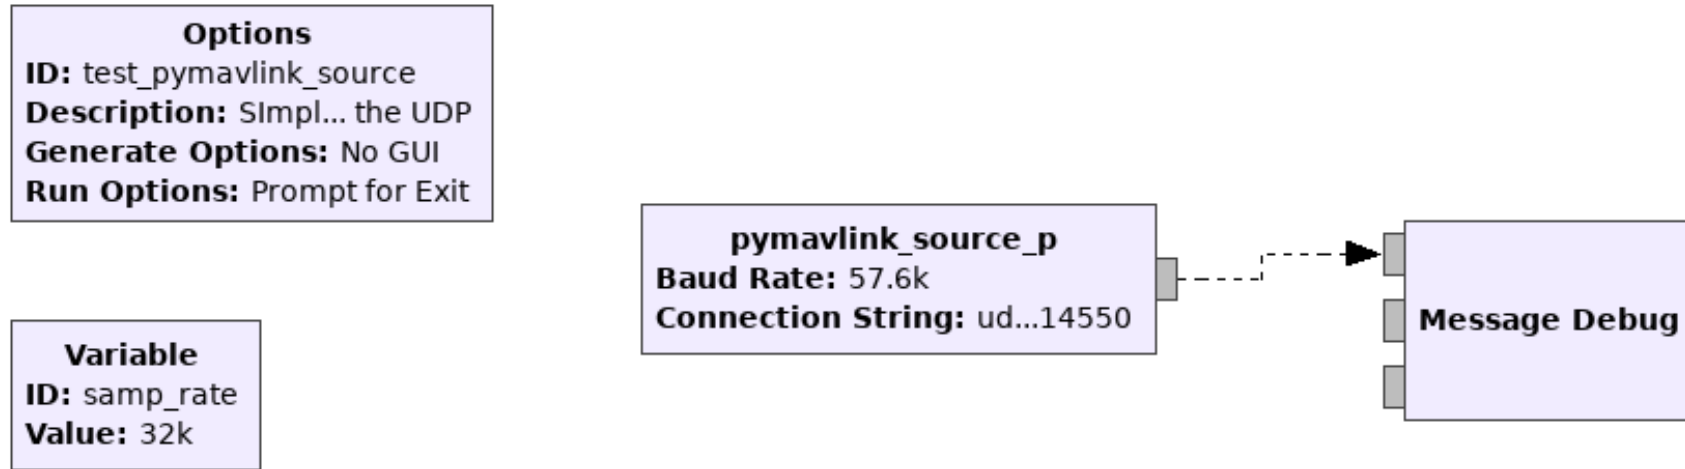 Options
ID: test_pymavlink_source
Description: SImpl... the UDP
Generate Options: No GUI
Run Options: Prompt for Exit
pymavlink_source_p
Baud Rate: 57.6k
Connection String: ud...14550
Message Debug
Variable
ID: samp_rate
Value: 32k